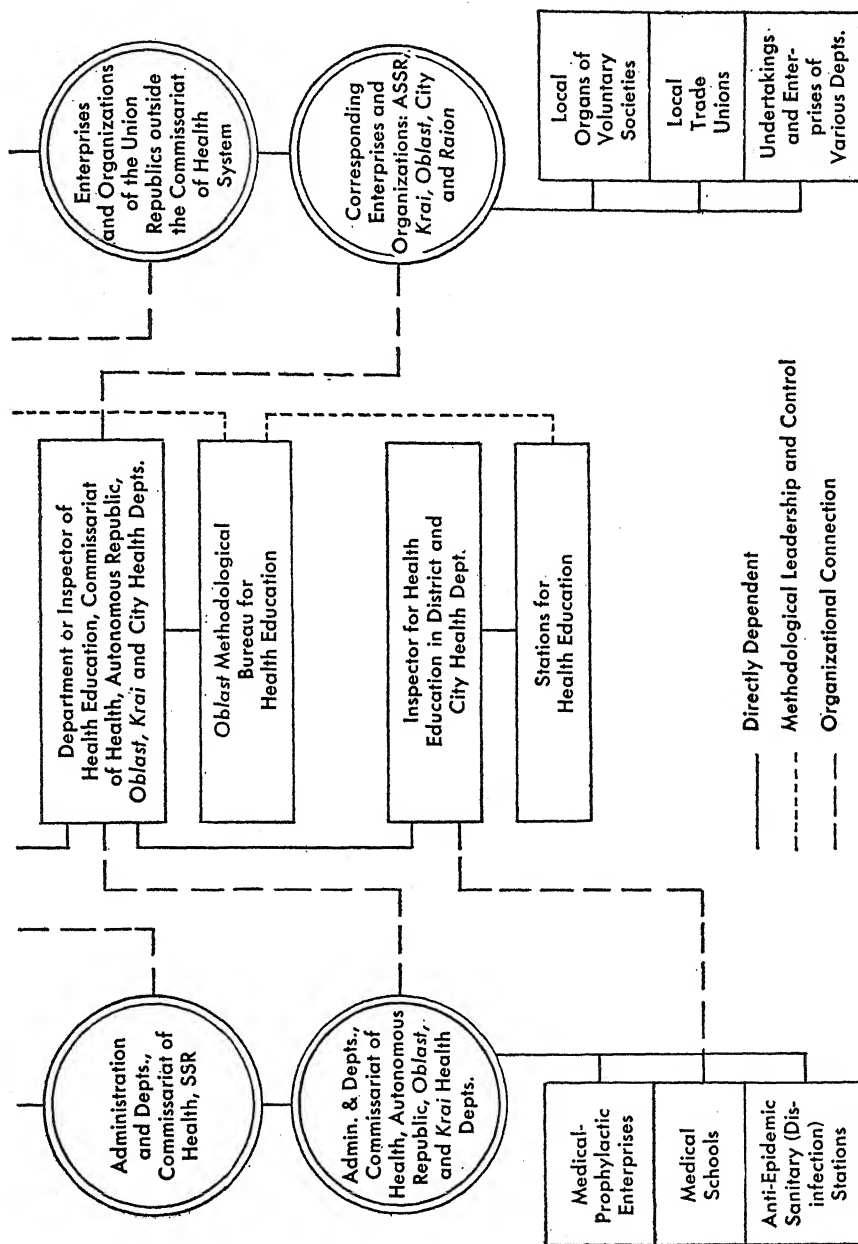 Administration
and Depts.,
Commissariat of
Health, SSR
Admin. & Depts.,
Commissariat of
Health, Autonomous
Republic, Oblast,
and Krai Health
Depts.
Medical-
Prophylactic
Enterprises
Medical
Schools
Anti-Epidemic
Sanitary (Dis-
infection)
Stations
Department or Inspector of
Health Education, Commissariat
of Health, Autonomous Republic,
Oblast, Krai and City Health Depts.
Oblast Methodological
Bureau for
Health Education
Inspector for Health
Education in District and
City Health Dept.
Stations for
Health Education
Enterprises
and Organizations
of the Union
Republics outside
the Commissariat
of Health
System
Corresponding
Enterprises and
Organizations: ASSR,
Krai, Oblast, City
and Raion
Local
Organs of
Voluntary
Societies
Local
Trade
Unions
Undertakings
and Enter-
prises of
Various Depts.
Directly Dependent
Methodological Leadership and Control
Organizational Connection